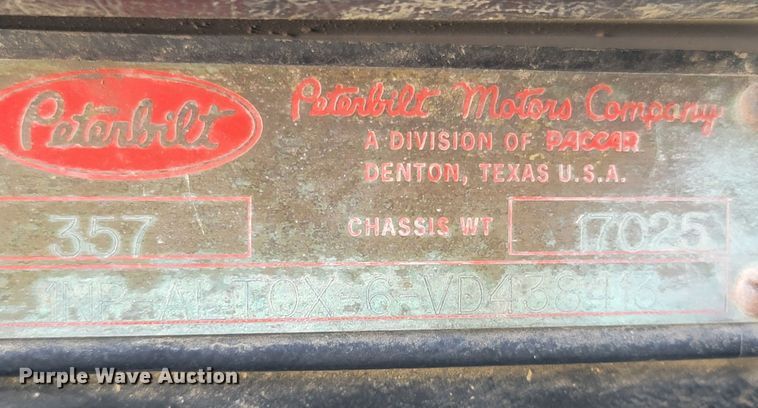 Peterbilt
Peterbilt Motors Company
A DIVISION OF PACCAR
DENTON, TEXAS U.S.A.
357
CHASSIS WT 17025
Purple Wave Auction